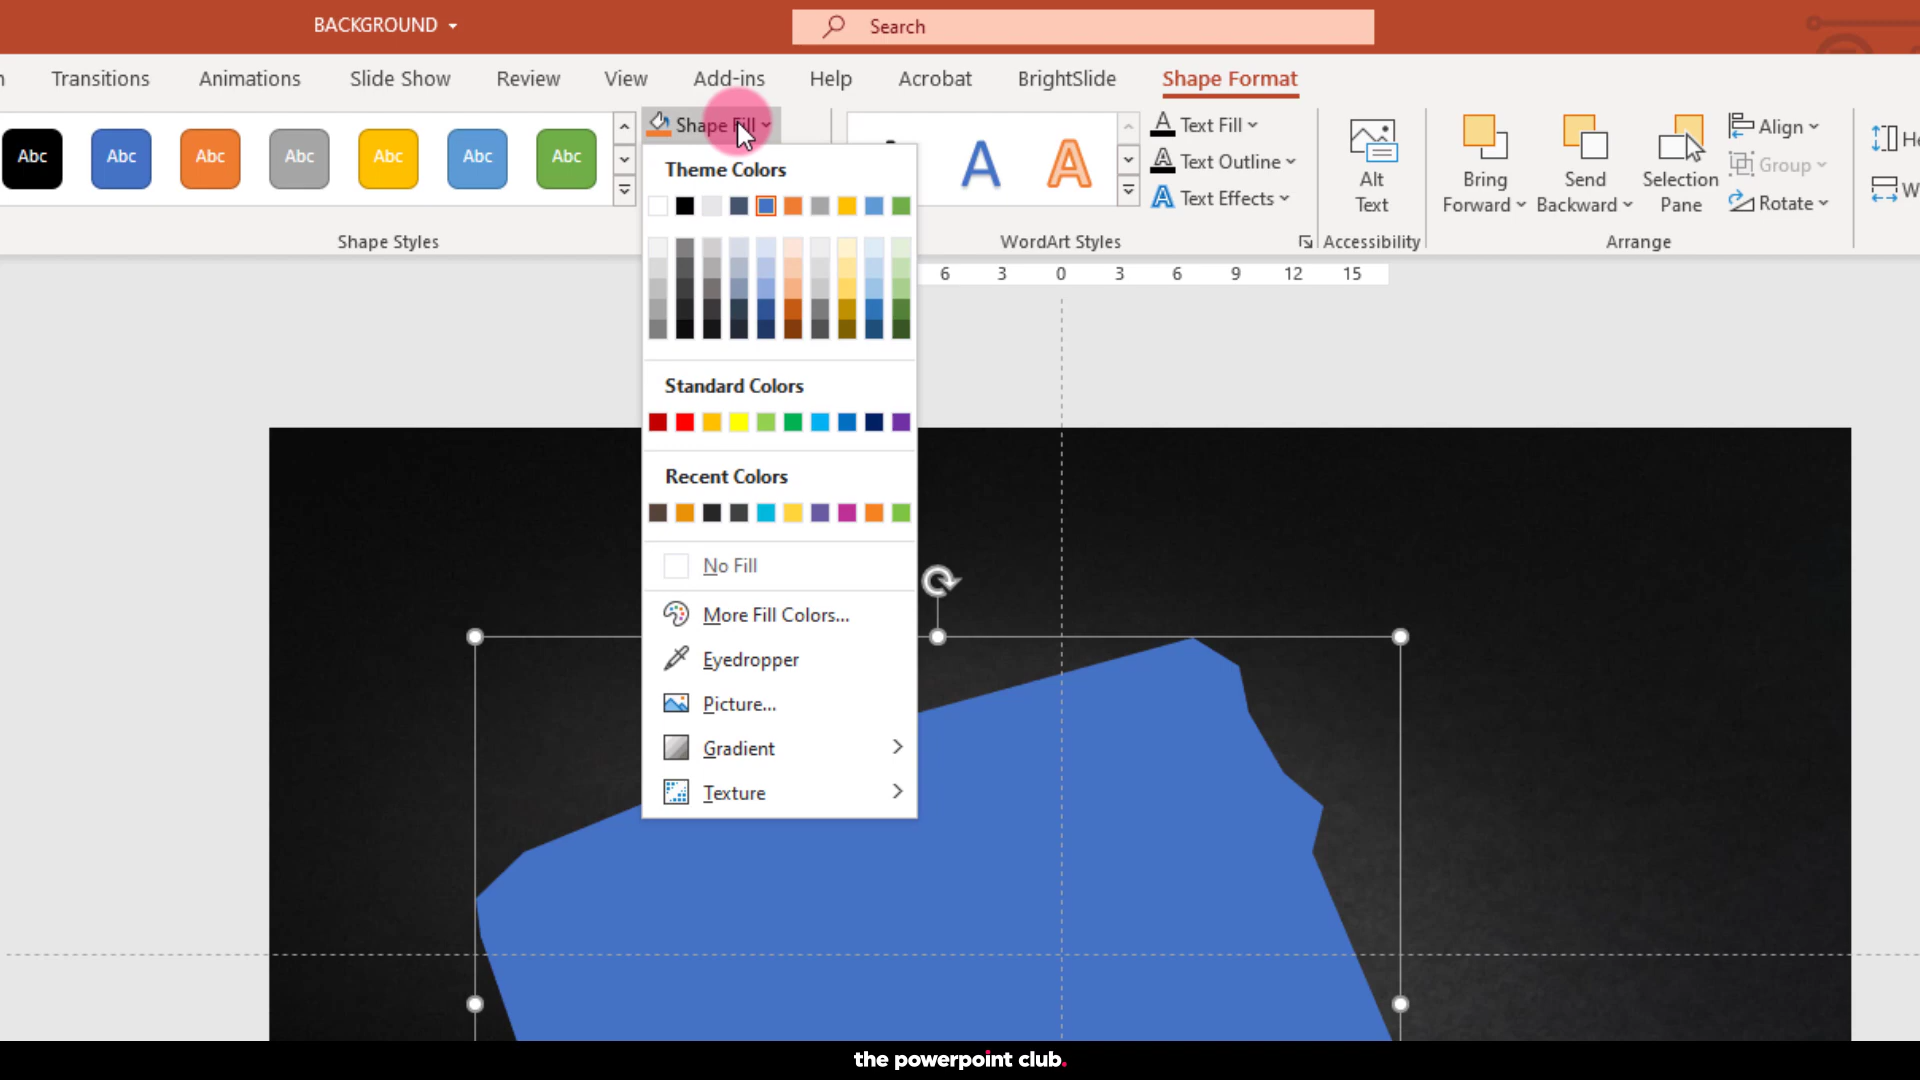 BACKGROUND
Search
Transitions Animations Slide Show Review View Add-ins Help Acrobat BrightSlide Shape Format
Abc Abc Abc Abc Abc Abc Abc
Shape Fill
A A
Text Fill
Text Outline
Text Effects
Alt Text
Bring Forward
Send Backward
Selection Pane
Align
Group
Rotate
Shape Styles
WordArt Styles
Accessibility
Arrange
6 3 0 3 6 9 12 15
Theme Colors
Standard Colors
Recent Colors
No Fill
More Fill Colors...
Eyedropper
Picture...
Gradient
Texture
the powerpoint club.